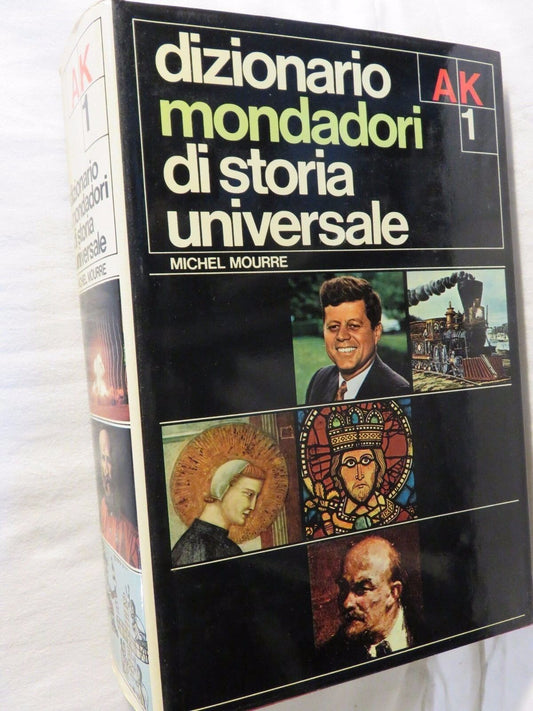 dizionario
mondadori
di storia
universale
AK
1
MICHEL MOURRE
AK
1
dizionario
mondadori
di storia
universale
MICHEL MOURRE